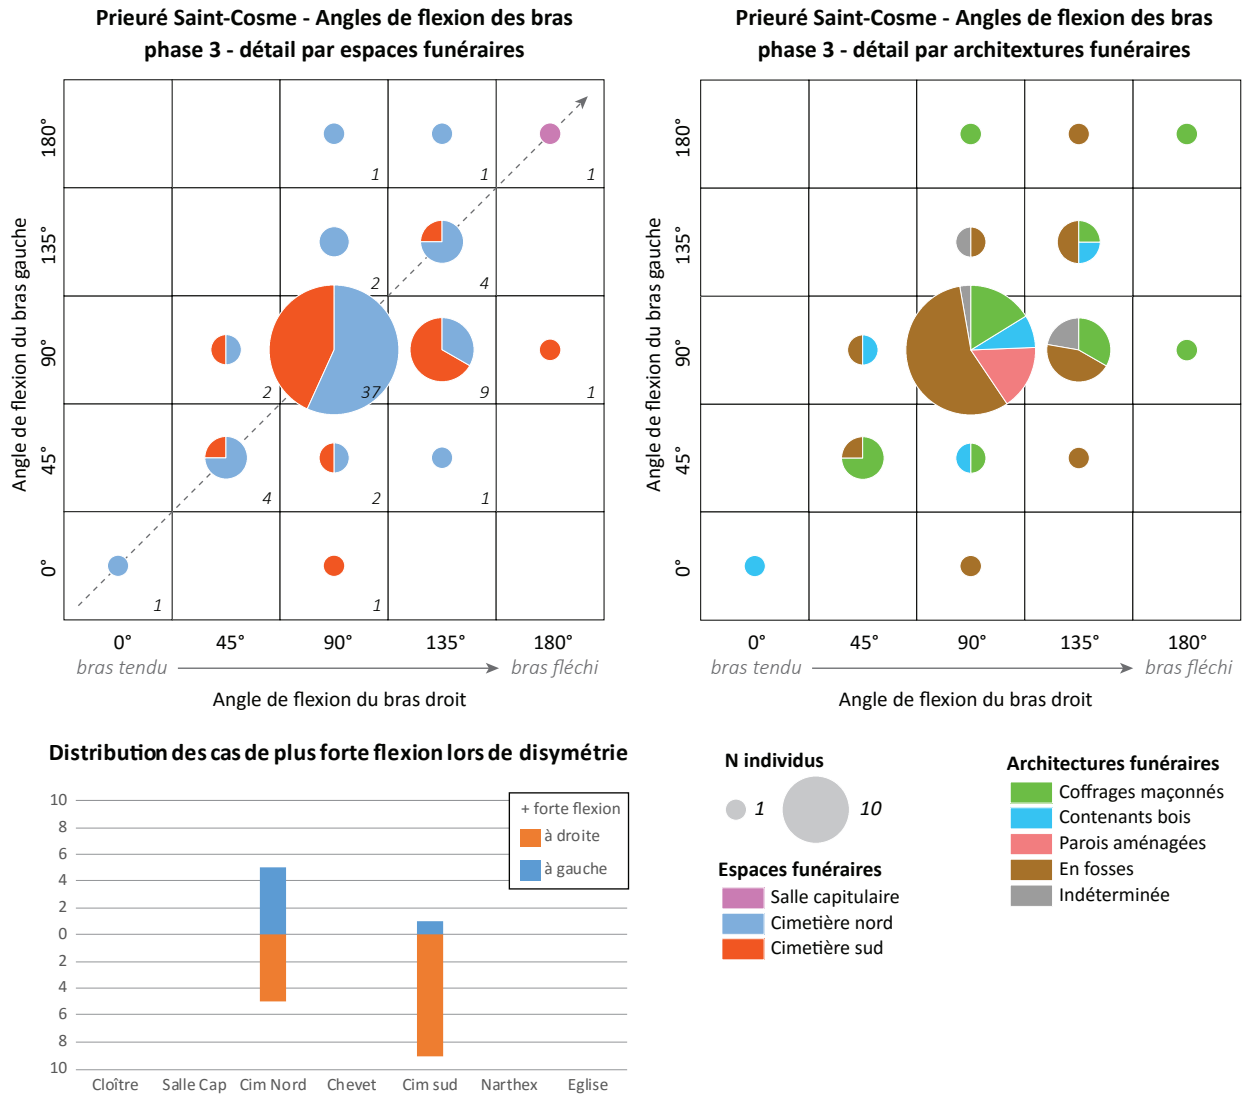 Prieuré Saint-Cosme - Angles de flexion des bras
phase 3 - détail par espaces funéraires
Angle de flexion du bras gauche
180°
135°
90°
45°
0°
1
1
1
2
4
2
37
9
1
4
2
1
1
1
0°
45°
90°
135°
180°
bras tendu
bras fléchi
Angle de flexion du bras droit
Prieuré Saint-Cosme - Angles de flexion des bras
phase 3 - détail par architextures funéraires
Angle de flexion du bras gauche
180°
135°
90°
45°
0°
0°
45°
90°
135°
180°
bras tendu
bras fléchi
Angle de flexion du bras droit
Distribution des cas de plus forte flexion lors de disymétrie
10
8
6
4
2
0
2
4
6
8
10
+ forte flexion
à droite
à gauche
Cloître
Salle Cap
Cim Nord
Chevet
Cim sud
Narthex
Eglise
N individus
1
10
Espaces funéraires
Salle capitulaire
Cimetière nord
Cimetière sud
Architectures funéraires
Coffrages maçonnés
Contenants bois
Parois aménagées
En fosses
Indéterminée